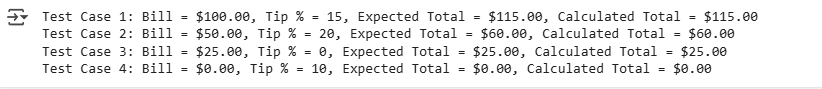 Test Case 1: Bill = $100.00, Tip % = 15, Expected Total = $115.00, Calculated Total = $115.00
Test Case 2: Bill = $50.00, Tip % = 20, Expected Total = $60.00, Calculated Total = $60.00
Test Case 3: Bill = $25.00, Tip % = 0, Expected Total = $25.00, Calculated Total = $25.00
Test Case 4: Bill = $0.00, Tip % = 10, Expected Total = $0.00, Calculated Total = $0.00